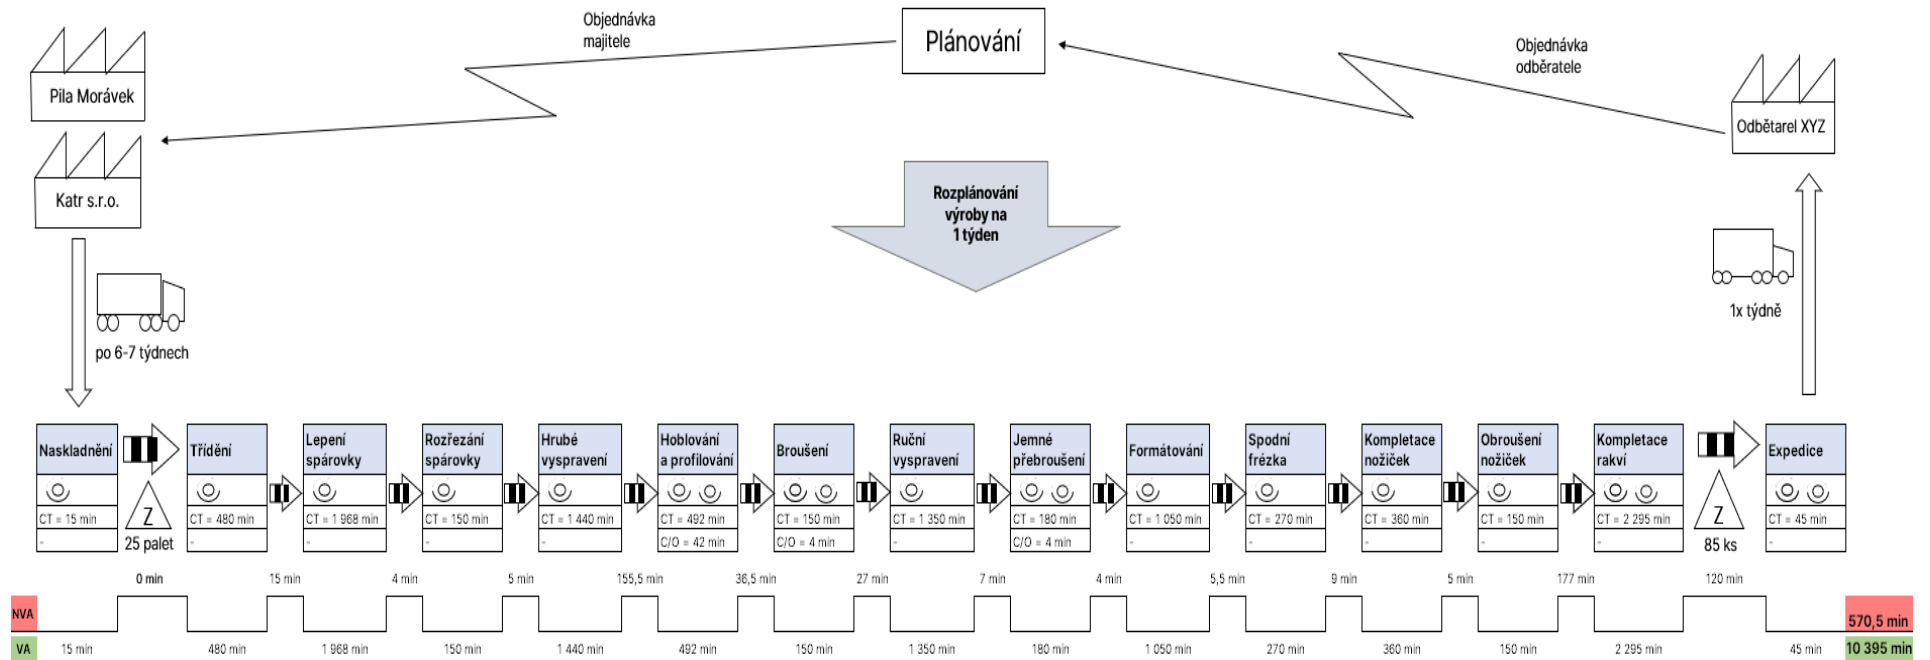 Objednávka
majitele
Plánování
Objednávka
odběratele
Pila Morávek
Katr s.r.o.
Odbětarel XYZ
Rozplánování
výroby na
1 týden
po 6-7 týdnech
1x týdně
Naskladnění
CT = 15 min
-
Z
25 palet
Třídění
CT = 480 min
-
Lepení
spárovky
CT = 1 968 min
-
Rozřezání
spárovky
CT = 150 min
-
Hrubé
vyspravení
CT = 1 440 min
-
Hoblování
a profilování
CT = 492 min
C/O = 42 min
Broušení
CT = 150 min
C/O = 4 min
Ruční
vyspravení
CT = 1 350 min
-
Jemné
přebroušení
CT = 180 min
C/O = 4 min
Formátování
CT = 1 050 min
-
Spodní
frézka
CT = 270 min
-
Kompletace
nožiček
CT = 360 min
-
Obroušení
nožiček
CT = 150 min
-
Kompletace
rakví
CT = 2 295 min
-
Z
85 ks
Expedice
CT = 45 min
-
0 min 15 min 4 min 5 min 155,5 min 36,5 min 27 min 7 min 4 min 5,5 min 9 min 5 min 177 min 120 min
NVA 570,5 min
VA 15 min 480 min 1 968 min 150 min 1 440 min 492 min 150 min 1 350 min 180 min 1 050 min 270 min 360 min 150 min 2 295 min 45 min 10 395 min